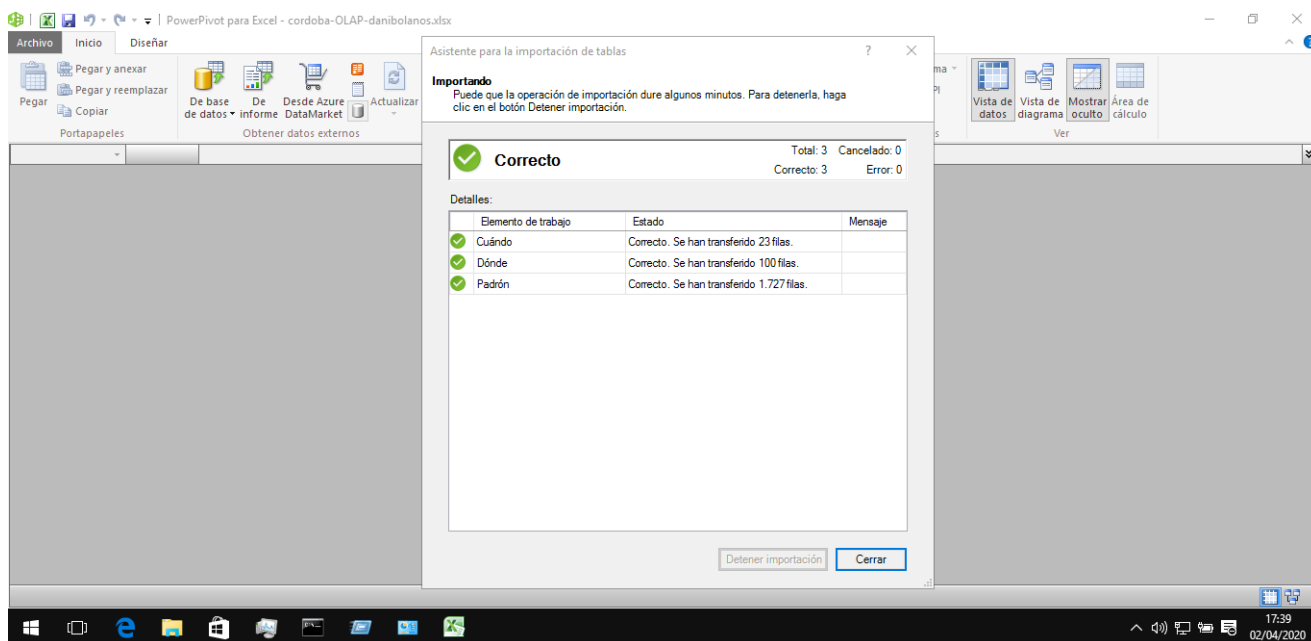 PowerPivot para Excel - cordoba-OLAP-danibolanos.xlsx
Archivo Inicio Diseñar
Pegar
Pegar y anexar
Pegar y reemplazar
Copiar
Portapapeles
De base de datos
De informe
Desde Azure DataMarket
Actualizar
Obtener datos externos
Vista de datos
Vista de diagrama
Mostrar oculto
Área de cálculo
Ver
Asistente para la importación de tablas
Importando
Puede que la operación de importación dure algunos minutos. Para detenerla, haga
clic en el botón Detener importación.
Correcto
Total: 3 Cancelado: 0
Correcto: 3 Error: 0
Detalles:
Elemento de trabajo Estado Mensaje
Cuándo Correcto. Se han transferido 23 filas.
Dónde Correcto. Se han transferido 100 filas.
Padrón Correcto. Se han transferido 1.727 filas.
Detener importación Cerrar
17:39
02/04/2020